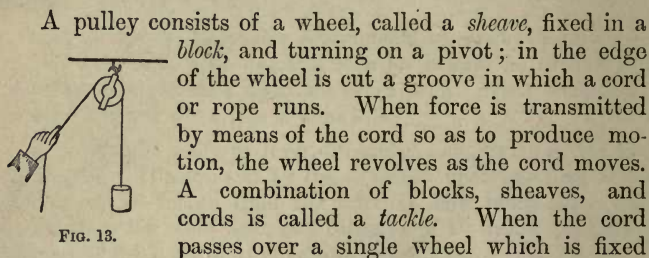 A pulley consists of a wheel, called a sheave, fixed in a
block, and turning on a pivot; in the edge
of the wheel is cut a groove in which a cord
or rope runs. When force is transmitted
by means of the cord so as to produce mo-
tion, the wheel revolves as the cord moves.
A combination of blocks, sheaves, and
cords is called a tackle. When the cord
passes over a single wheel which is fixed
Fig. 13.